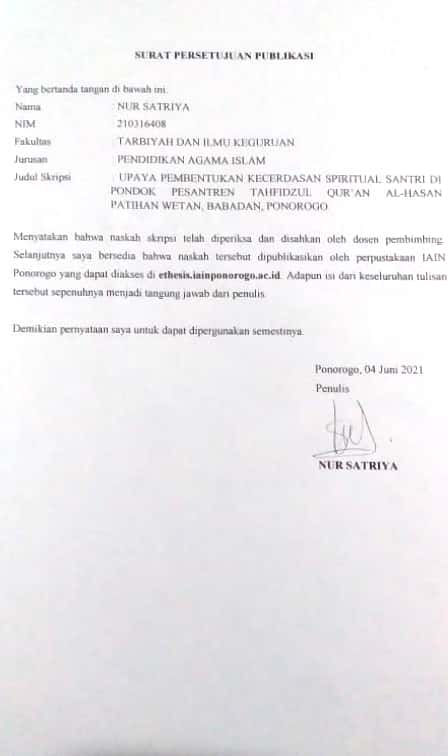 SURAT PERSETUJUAN PUBLIKASI
Yang bertanda tangan di bawah ini.
Nama : NUR SATRIYA
NIM : 210316408
Fakultas : TARBIYAH DAN ILMU KEGURUAN
Jurusan : PENDIDIKAN AGAMA ISLAM
Judul Skripsi : UPAYA PEMBENTUKAN KECERDASAN SPIRITUAL SANTRI DI
PONDOK PESANTREN TAHFIDZUL QUR'AN AL-HASAN
PATIHAN WETAN, BABADAN, PONOROGO.
Menyatakan bahwa naskah skripsi telah diperiksa dan disahkan oleh dosen pembimbing.
Selanjutnya saya bersedia bahwa naskah tersebut dipublikasikan oleh perpustakaan IAIN
Ponorogo yang dapat diakses di ethesis.iainponorogo.ac.id. Adapun isi dari keseluruhan tulisan
tersebut sepenuhnya menjadi tangung jawab dari penulis.
Demikian pernyataan saya untuk dapat dipergunakan semestinya.
Ponorogo, 04 Juni 2021
Penulis
NUR SATRIYA